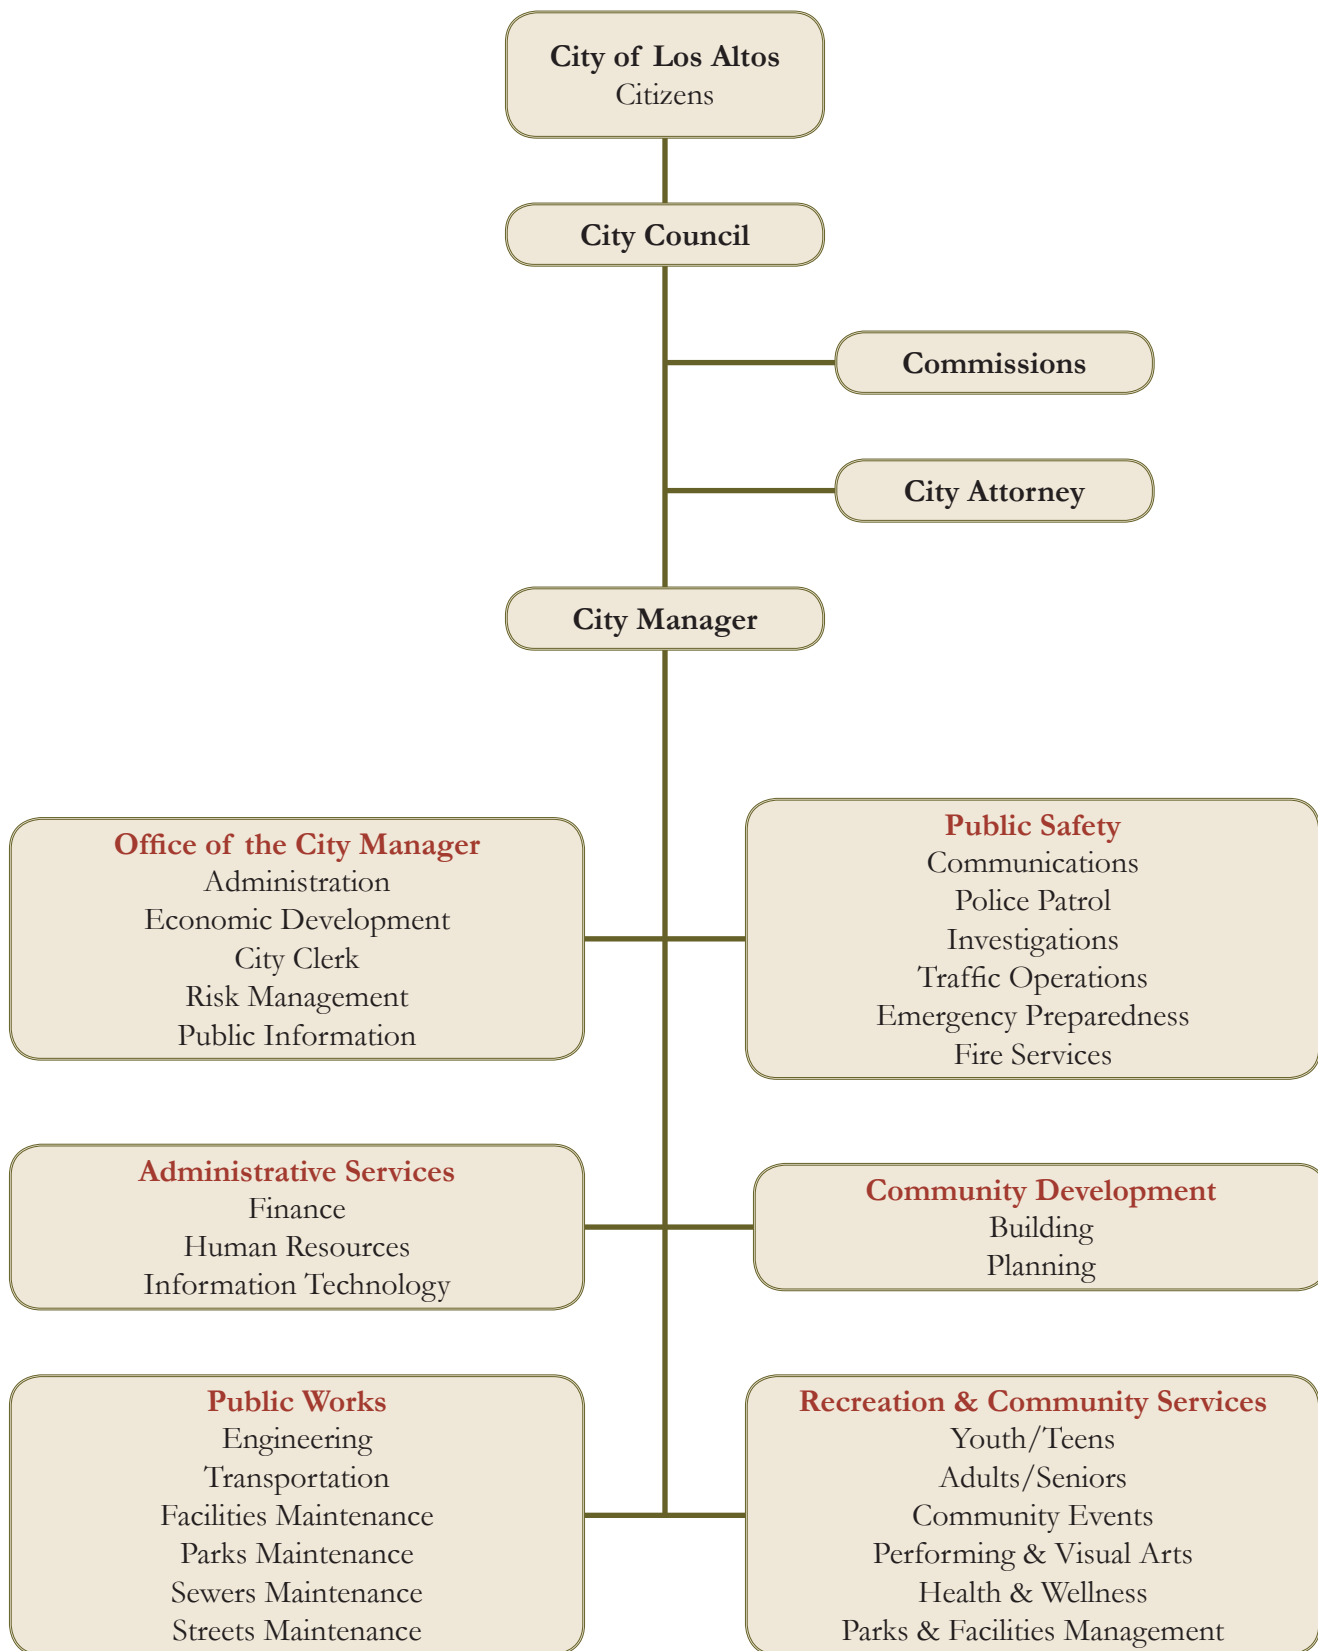 City of Los Altos
Citizens
City Council
Commissions
City Attorney
City Manager
Office of the City Manager
Administration
Economic Development
City Clerk
Risk Management
Public Information
Public Safety
Communications
Police Patrol
Investigations
Traffic Operations
Emergency Preparedness
Fire Services
Administrative Services
Finance
Human Resources
Information Technology
Community Development
Building
Planning
Public Works
Engineering
Transportation
Facilities Maintenance
Parks Maintenance
Sewers Maintenance
Streets Maintenance
Recreation & Community Services
Youth/Teens
Adults/Seniors
Community Events
Performing & Visual Arts
Health & Wellness
Parks & Facilities Management